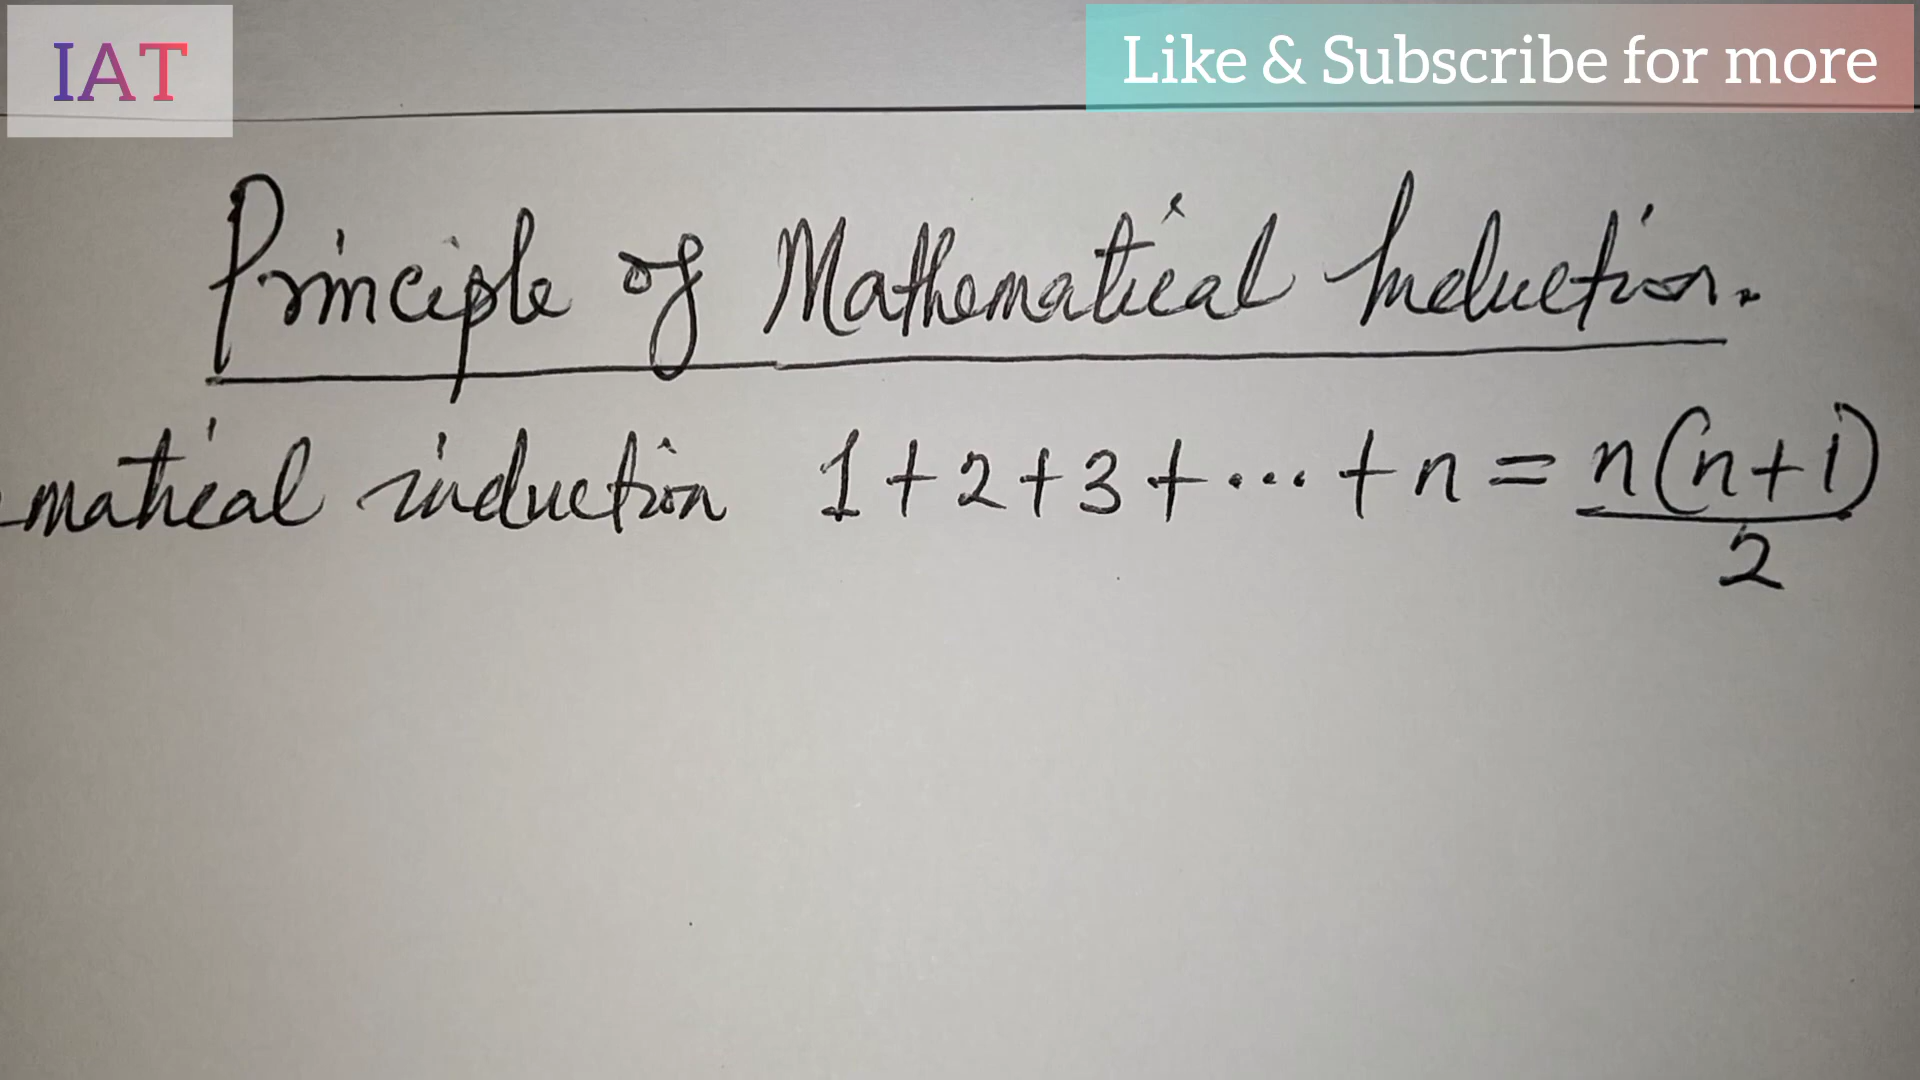 IAT
Like & Subscribe for more
Principle of Mathematical Induction.
matical induction 1+2+3+...+n = n(n+1)
2